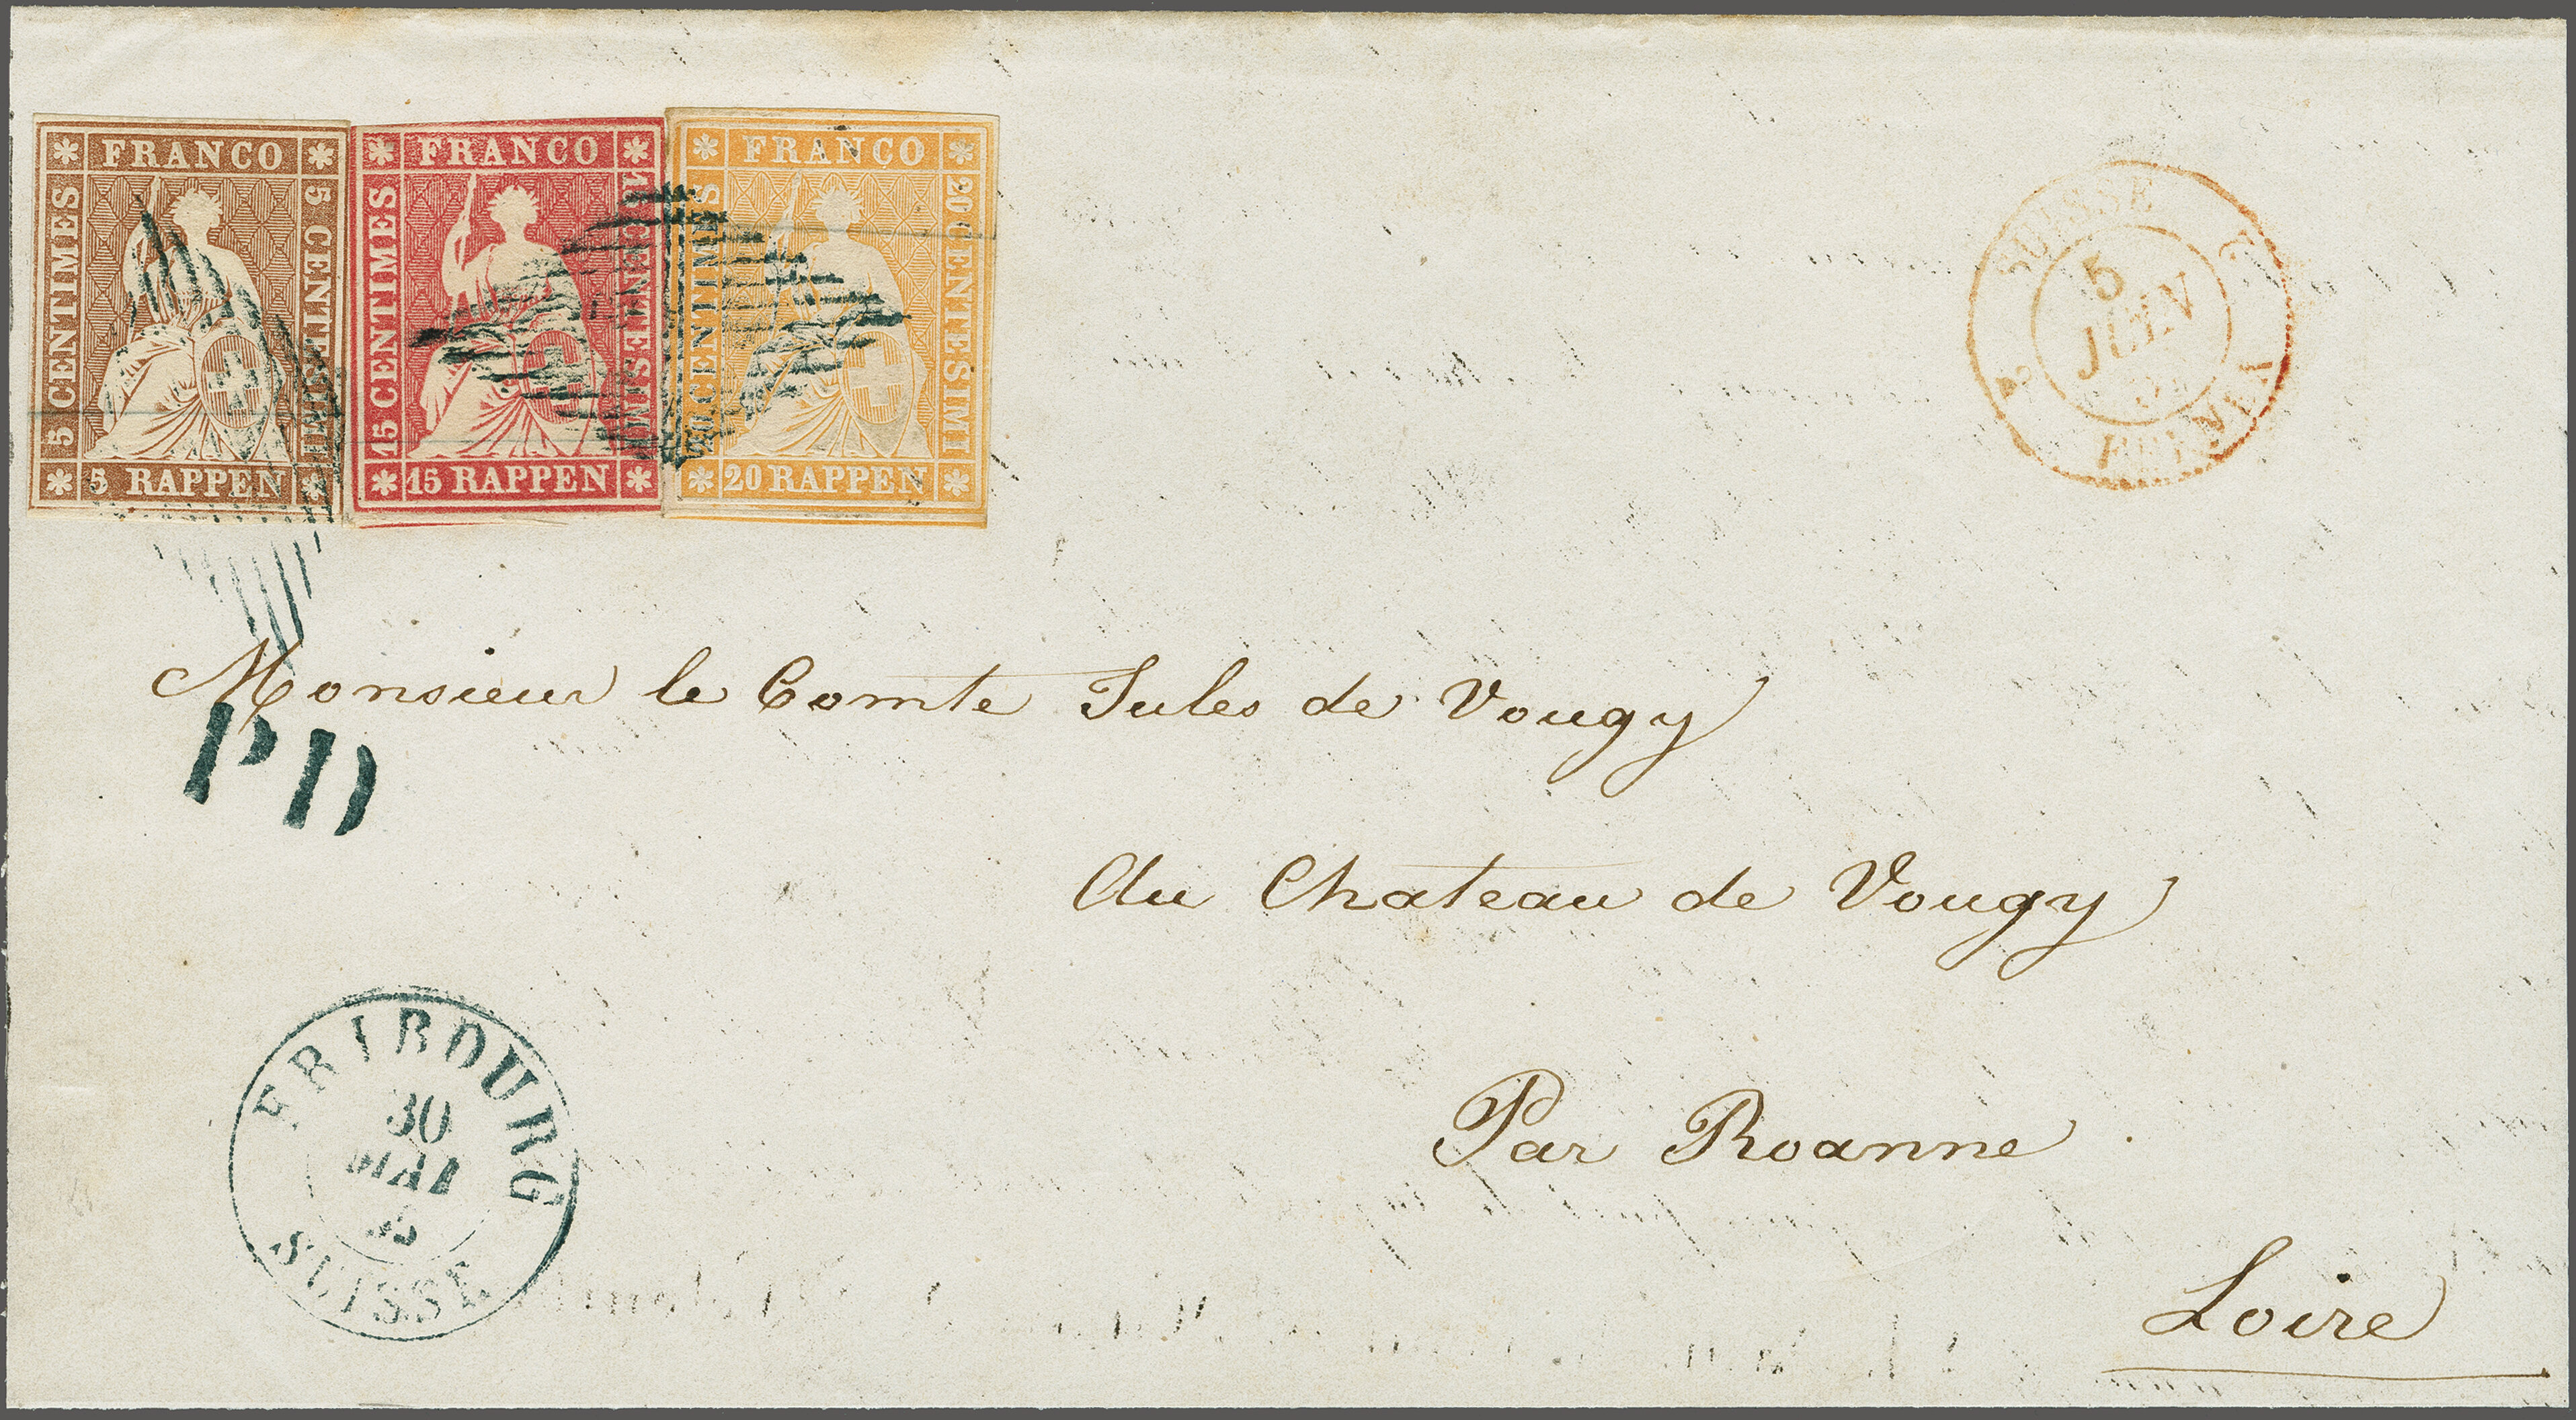 FRANCO
5 CENTIMES
5 CENTESIMI
5 RAPPEN
FRANCO
15 CENTIMES
15 CENTESIMI
15 RAPPEN
FRANCO
20 CENTIMES
20 CENTESIMI
20 RAPPEN
SUISSE
5
JUIN
FERNEY
Monsieur le Comte Jules de Vougy
PD
Au Chateau de Vougy
Par Roanne
Loire
FRIBOURG
30
MAI
55
SUISSE